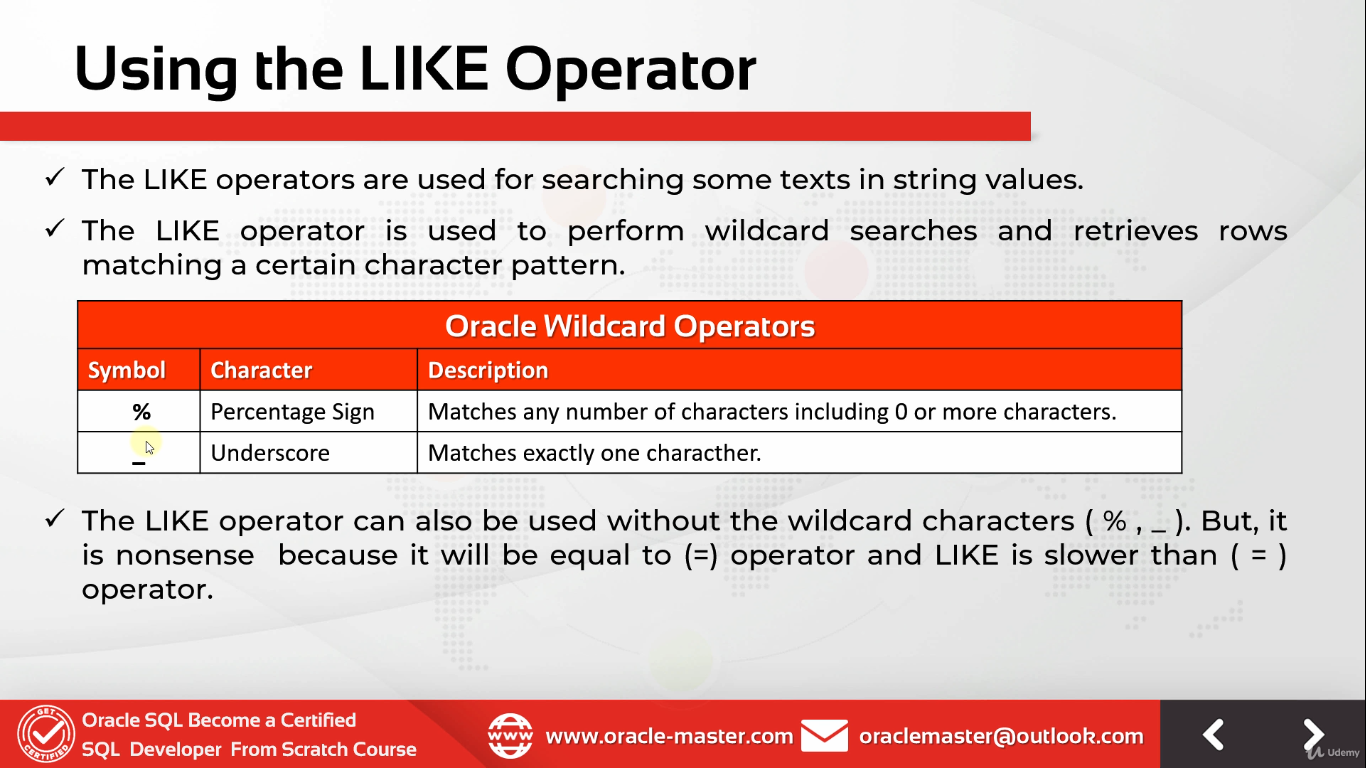 Using the LIKE Operator
✓ The LIKE operators are used for searching some texts in string values.
✓ The LIKE operator is used to perform wildcard searches and retrieves rows
matching a certain character pattern.
Oracle Wildcard Operators
Symbol Character Description
% Percentage Sign Matches any number of characters including 0 or more characters.
_ Underscore Matches exactly one characther.
✓ The LIKE operator can also be used without the wildcard characters ( % , _ ). But, it
is nonsense because it will be equal to (=) operator and LIKE is slower than ( = )
operator.
GET CERTIFIED
Oracle SQL Become a Certified
SQL Developer From Scratch Course
www
www.oracle-master.com
oraclemaster@outlook.com
Udemy